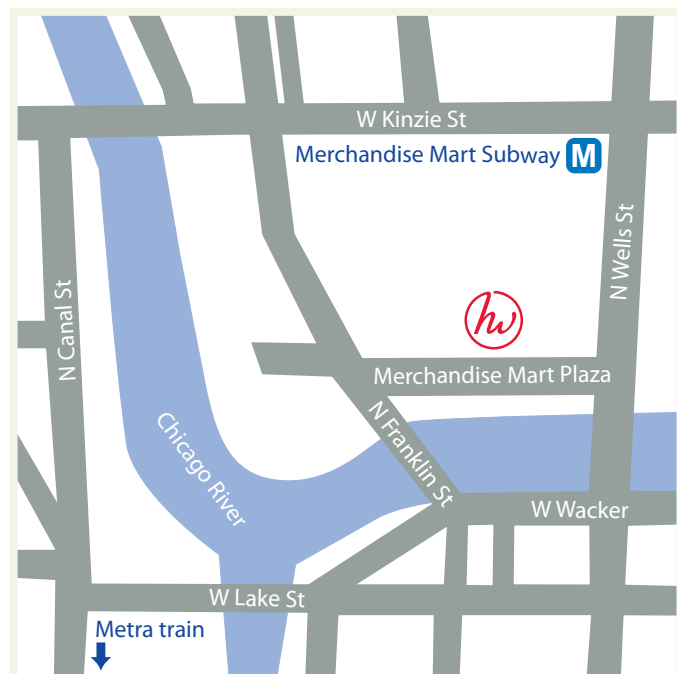 W Kinzie St
Merchandise Mart Subway M
N Wells St
N Canal St
hw
Merchandise Mart Plaza
N Franklin St
Chicago River
W Wacker
W Lake St
Metra train